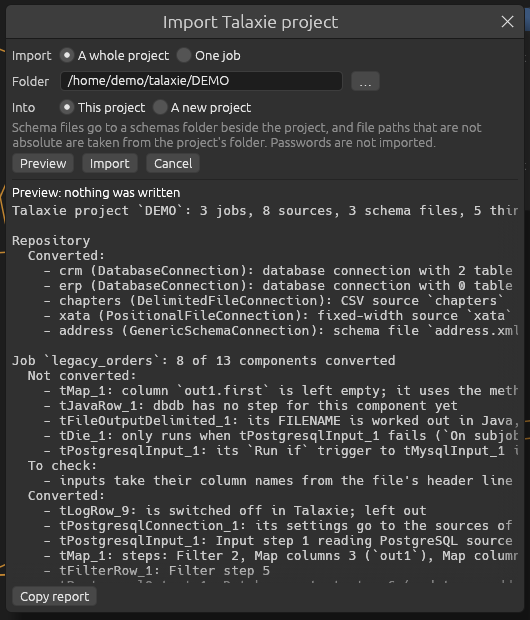 Import Talaxie project
Import A whole project One job
Folder /home/demo/talaxie/DEMO ...
Into This project A new project
Schema files go to a schemas folder beside the project, and file paths that are not
absolute are taken from the project's folder. Passwords are not imported.
Preview Import Cancel
Preview: nothing was written
Talaxie project `DEMO`: 3 jobs, 8 sources, 3 schema files, 5
Repository
Converted:
- crm (DatabaseConnection): database connection with 2 table
- erp (DatabaseConnection): database connection with 0 table
- chapters (DelimitedFileConnection): CSV source `chapters`
- xata (PositionalFileConnection): fixed-width source `xata`
- address (GenericSchemaConnection): schema file `address.xml
Job `legacy_orders`: 8 of 13 components converted
Not converted:
- tMap_1: column `out1.first` is left empty; it uses the meth
- tJavaRow_1: dbdb has no step for this component yet
- tFileOutputDelimited_1: its FILENAME is worked out in Java,
- tDie_1: only runs when tPostgresqlInput_1 fails (`On subjob
- tPostgresqlInput_1: its `Run if` trigger to tMysqlInput_1 i
To check:
- inputs take their column names from the file's header line
Converted:
- tLogRow_9: is switched off in Talaxie; left out
- tPostgresqlConnection_1: its settings go to the sources of
- tPostgresqlInput_1: Input step 1 reading PostgreSQL source
- tMap_1: steps: Filter 2, Map columns 3 (`out1`), Map column
- tFilterRow_1: Filter step 5
Copy report